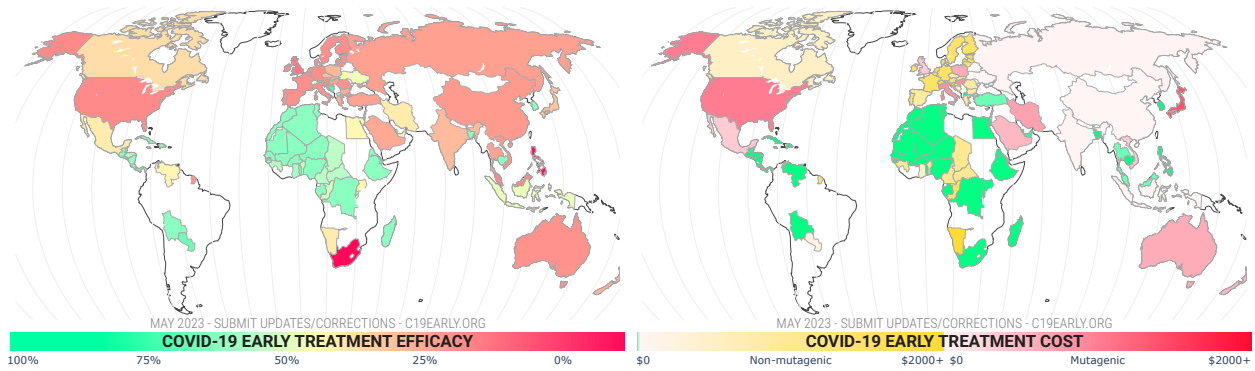 MAY 2023 - SUBMIT UPDATES/CORRECTIONS - C19EARLY.ORG
COVID-19 EARLY TREATMENT EFFICACY
100% 75% 50% 25% 0%
MAY 2023 - SUBMIT UPDATES/CORRECTIONS - C19EARLY.ORG
COVID-19 EARLY TREATMENT COST
$0 Non-mutagenic $2000+ $0 Mutagenic $2000+